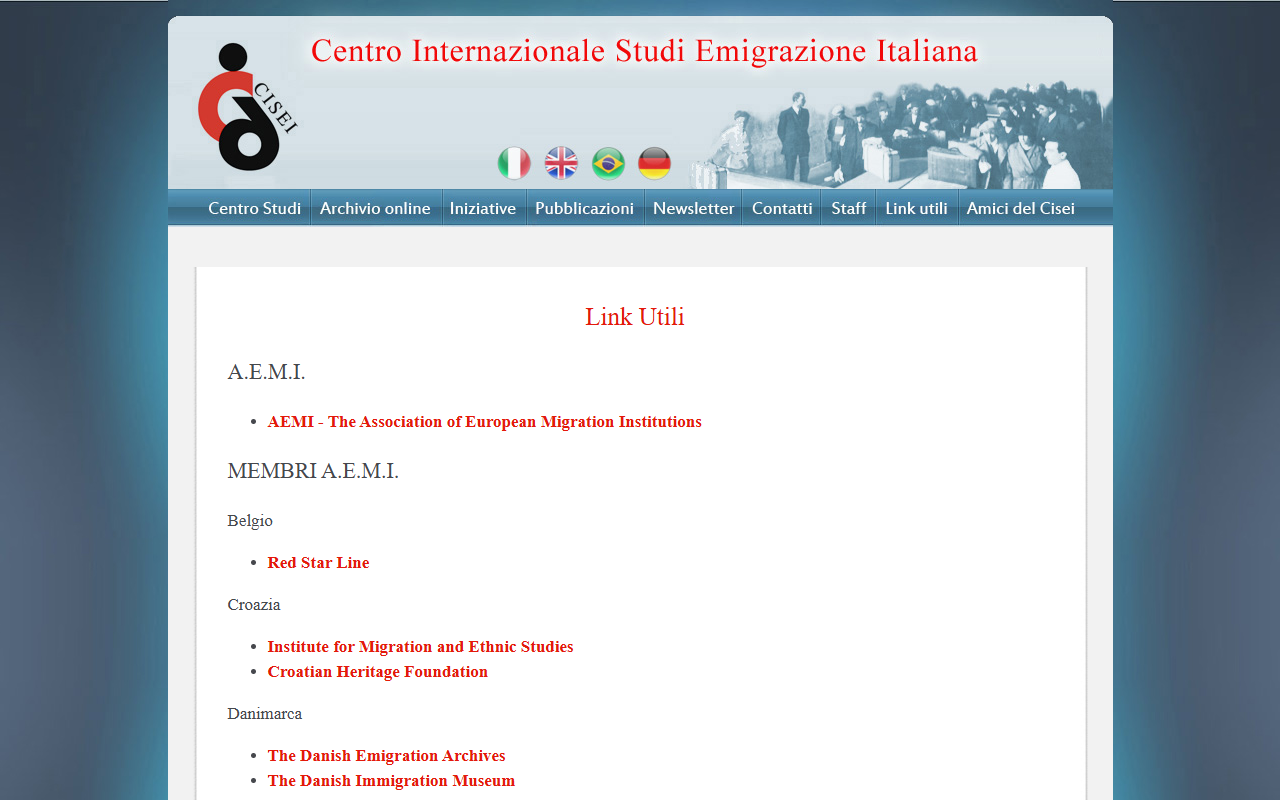 Centro Internazionale Studi Emigrazione Italiana
CISEI
Centro Studi
Archivio online
Iniziative
Pubblicazioni
Newsletter
Contatti
Staff
Link utili
Amici del Cisei
Link Utili
A.E.M.I.
AEMI - The Association of European Migration Institutions
MEMBRI A.E.M.I.
Belgio
Red Star Line
Croazia
Institute for Migration and Ethnic Studies
Croatian Heritage Foundation
Danimarca
The Danish Emigration Archives
The Danish Immigration Museum